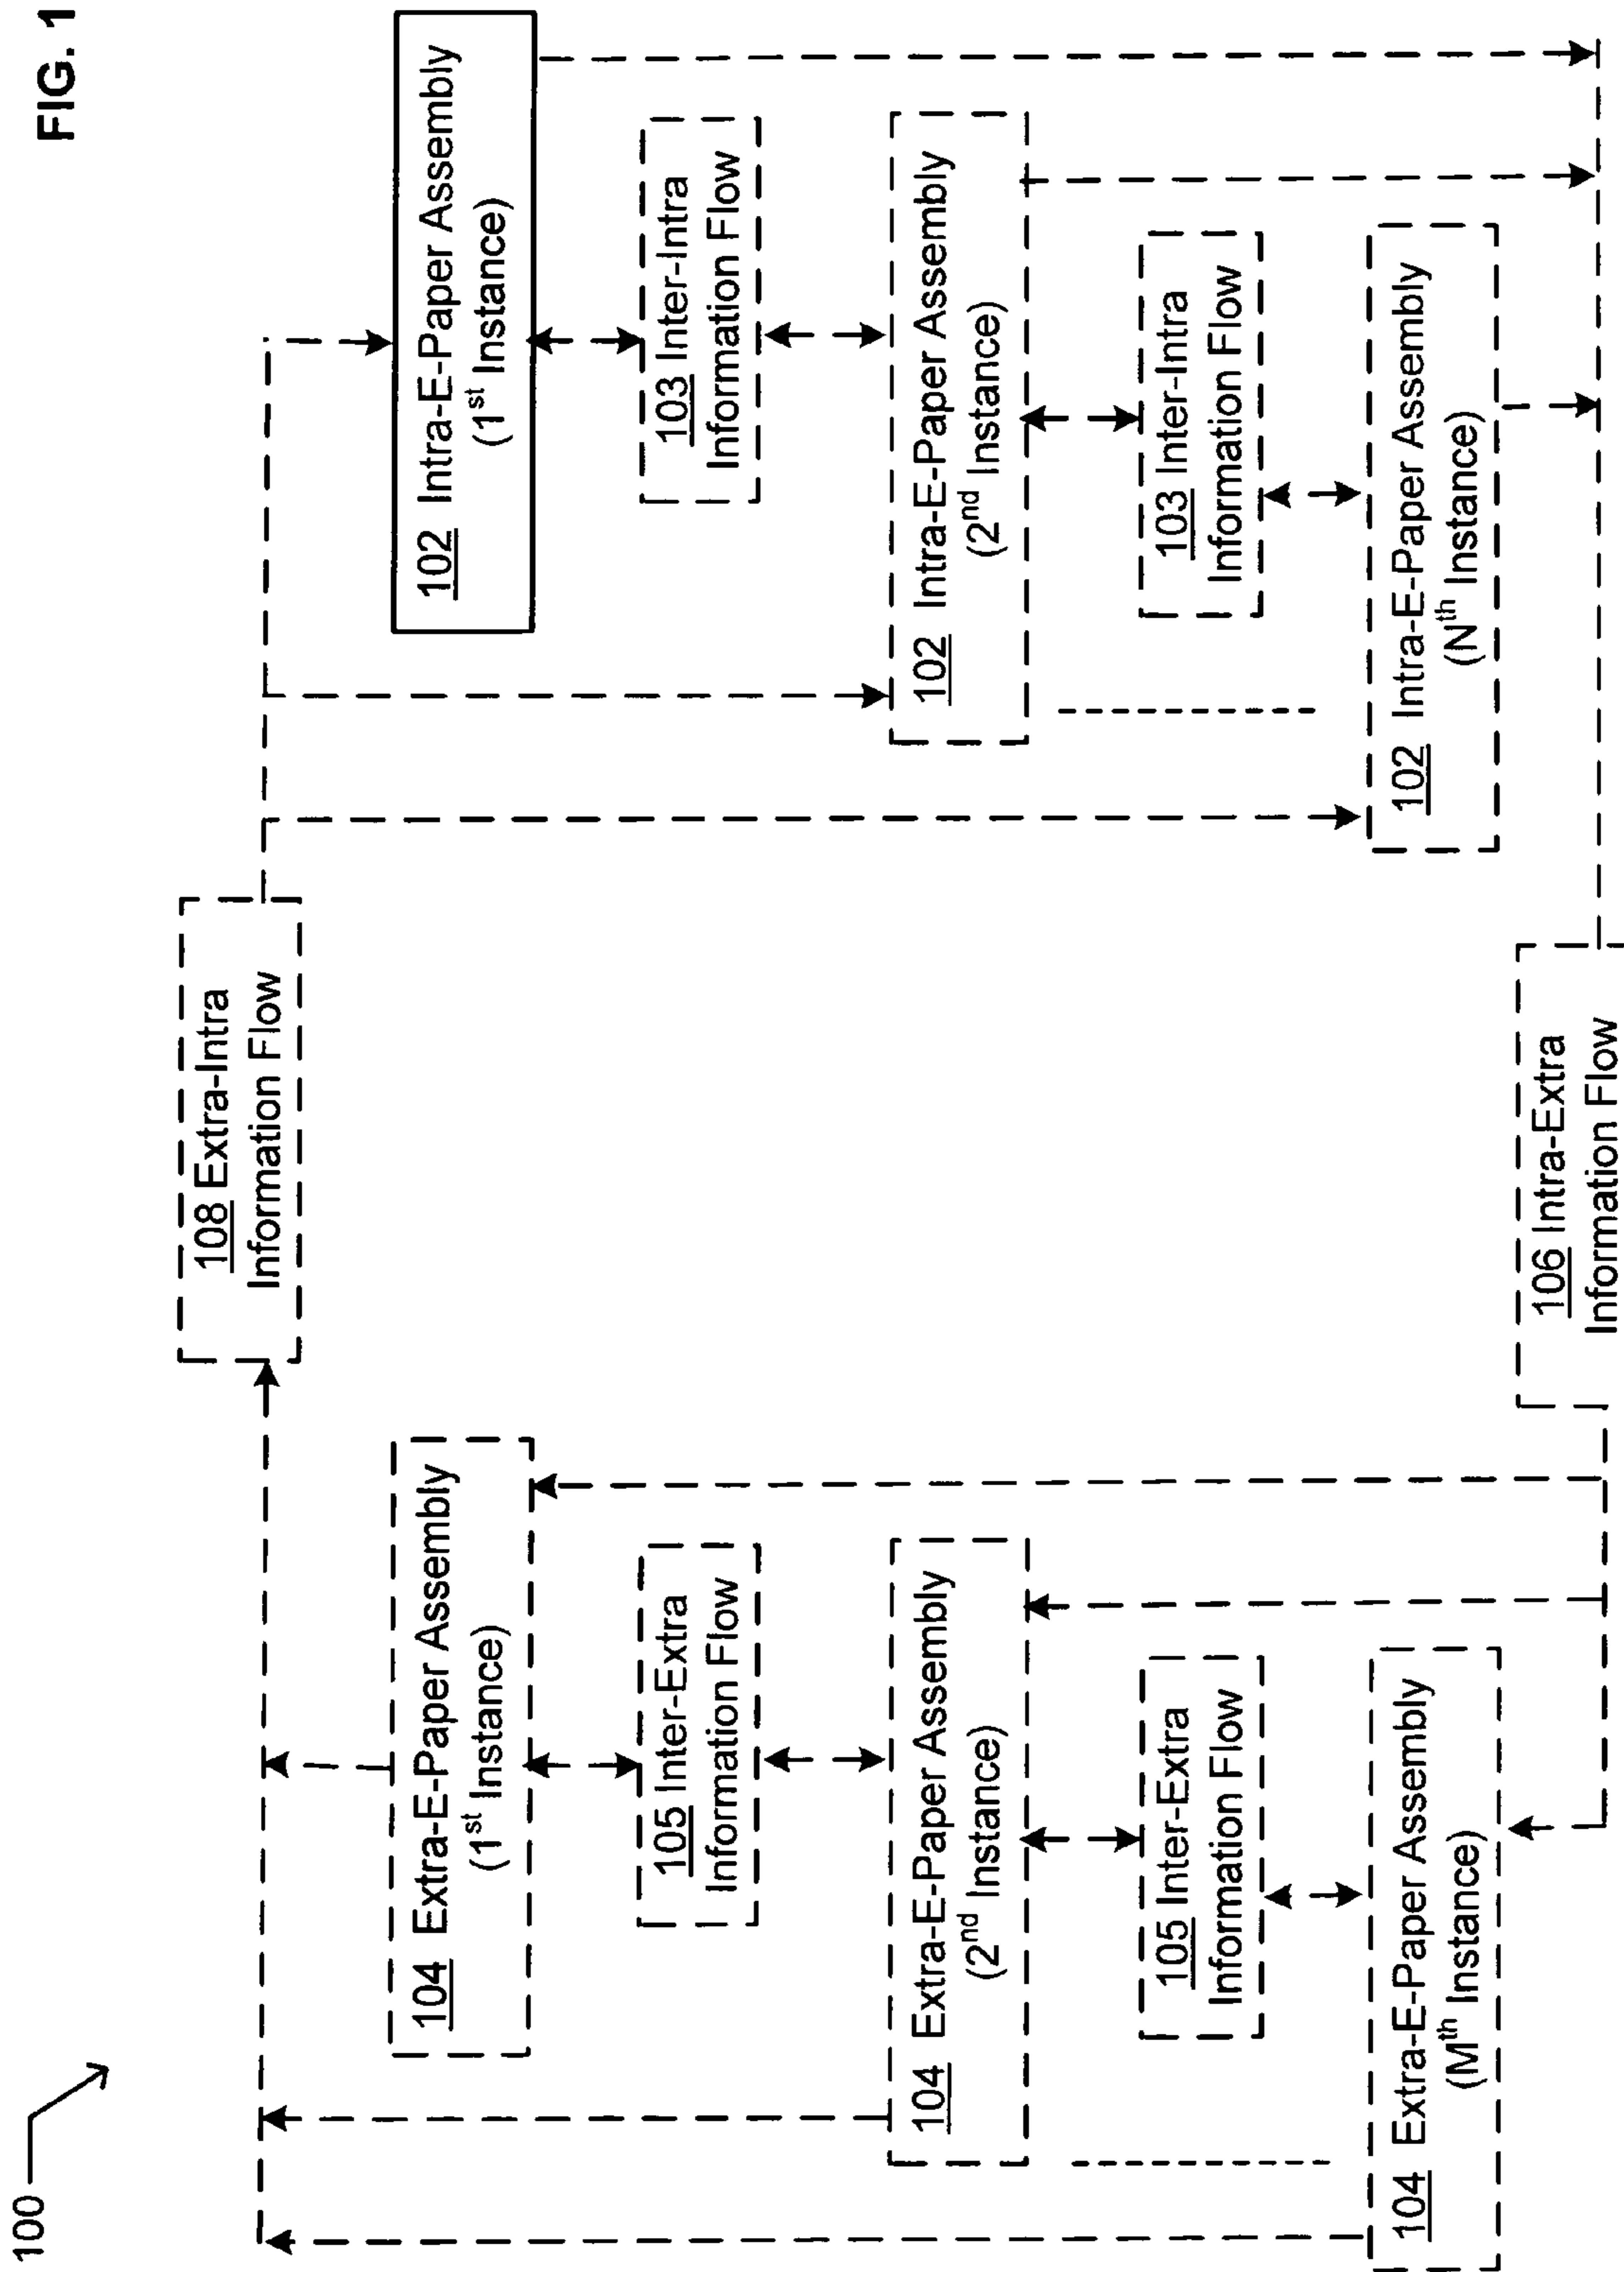 FIG. 1
100
108 Extra-Intra
Information Flow
104 Extra-E-Paper Assembly
(1st Instance)
102 Intra-E-Paper Assembly
(1st Instance)
105 Inter-Extra
Information Flow
103 Inter-Intra
Information Flow
104 Extra-E-Paper Assembly
(2nd Instance)
102 Intra-E-Paper Assembly
(2nd Instance)
105 Inter-Extra
Information Flow
103 Inter-Intra
Information Flow
104 Extra-E-Paper Assembly
(Mth Instance)
102 Intra-E-Paper Assembly
(Nth Instance)
106 Intra-Extra
Information Flow